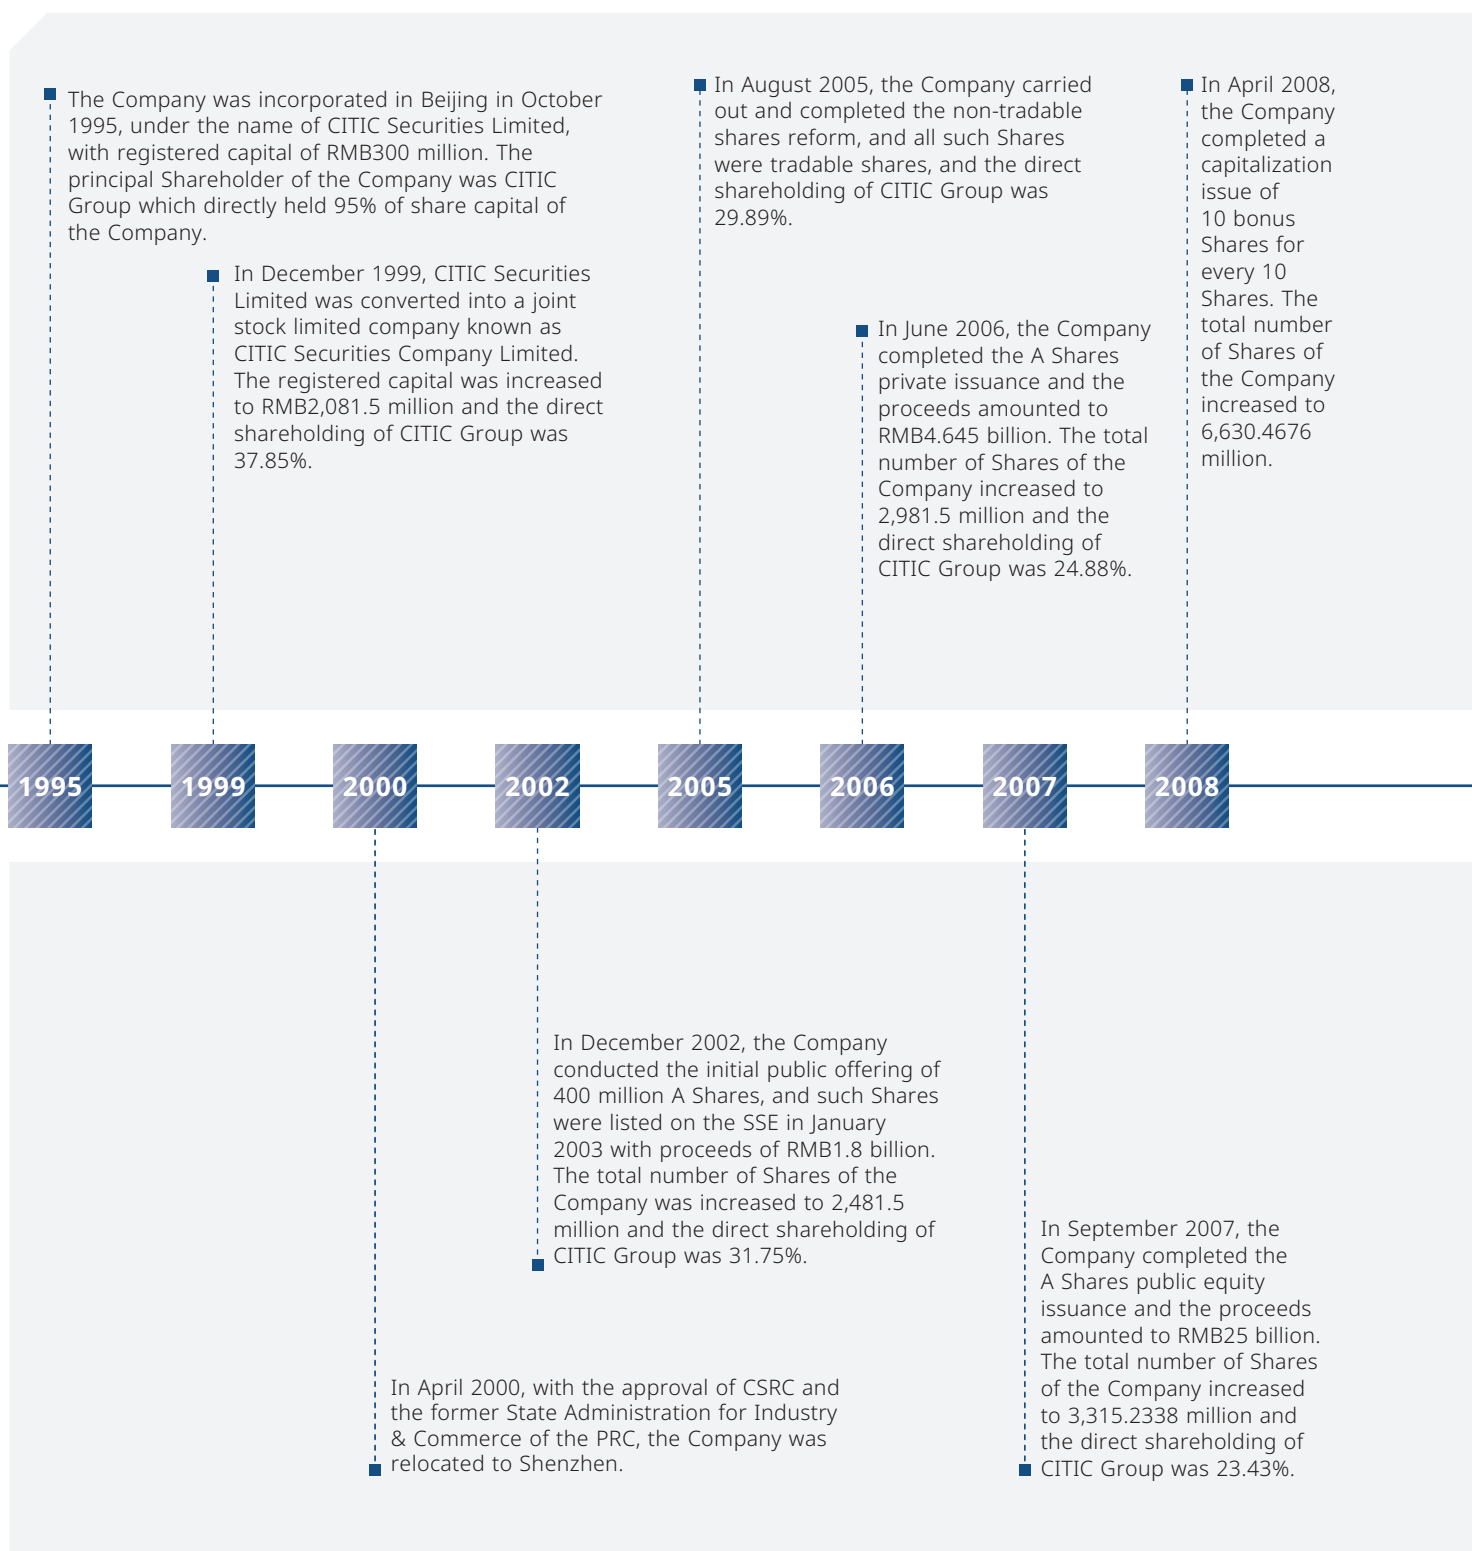 The Company was incorporated in Beijing in October
1995, under the name of CITIC Securities Limited,
with registered capital of RMB300 million. The
principal Shareholder of the Company was CITIC
Group which directly held 95% of share capital of
the Company.
In December 1999, CITIC Securities
Limited was converted into a joint
stock limited company known as
CITIC Securities Company Limited.
The registered capital was increased
to RMB2,081.5 million and the direct
shareholding of CITIC Group was
37.85%.
In August 2005, the Company carried
out and completed the non-tradable
shares reform, and all such Shares
were tradable shares, and the direct
shareholding of CITIC Group was
29.89%.
In June 2006, the Company
completed the A Shares
private issuance and the
proceeds amounted to
RMB4.645 billion. The total
number of Shares of the
Company increased to
2,981.5 million and the
direct shareholding of
CITIC Group was 24.88%.
In April 2008,
the Company
completed a
capitalization
issue of
10 bonus
Shares for
every 10
Shares. The
total number
of Shares of
the Company
increased to
6,630.4676
million.
1995
1999
2000
2002
2005
2006
2007
2008
In December 2002, the Company
conducted the initial public offering of
400 million A Shares, and such Shares
were listed on the SSE in January
2003 with proceeds of RMB1.8 billion.
The total number of Shares of the
Company was increased to 2,481.5
million and the direct shareholding of
CITIC Group was 31.75%.
In April 2000, with the approval of CSRC and
the former State Administration for Industry
& Commerce of the PRC, the Company was
relocated to Shenzhen.
In September 2007, the
Company completed the
A Shares public equity
issuance and the proceeds
amounted to RMB25 billion.
The total number of Shares
of the Company increased
to 3,315.2338 million and
the direct shareholding of
CITIC Group was 23.43%.